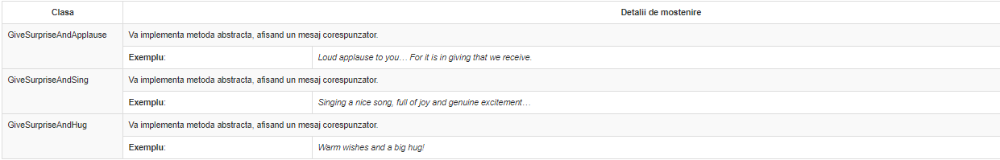 Clasa Detalii de mostenire
GiveSurpriseAndApplause Va implementa metoda abstracta, afisand un mesaj corespunzator.
Exemplu: Loud applause to you… For it is in giving that we receive.
GiveSurpriseAndSing Va implementa metoda abstracta, afisand un mesaj corespunzator.
Exemplu: Singing a nice song, full of joy and genuine excitement…
GiveSurpriseAndHug Va implementa metoda abstracta, afisand un mesaj corespunzator.
Exemplu: Warm wishes and a big hug!